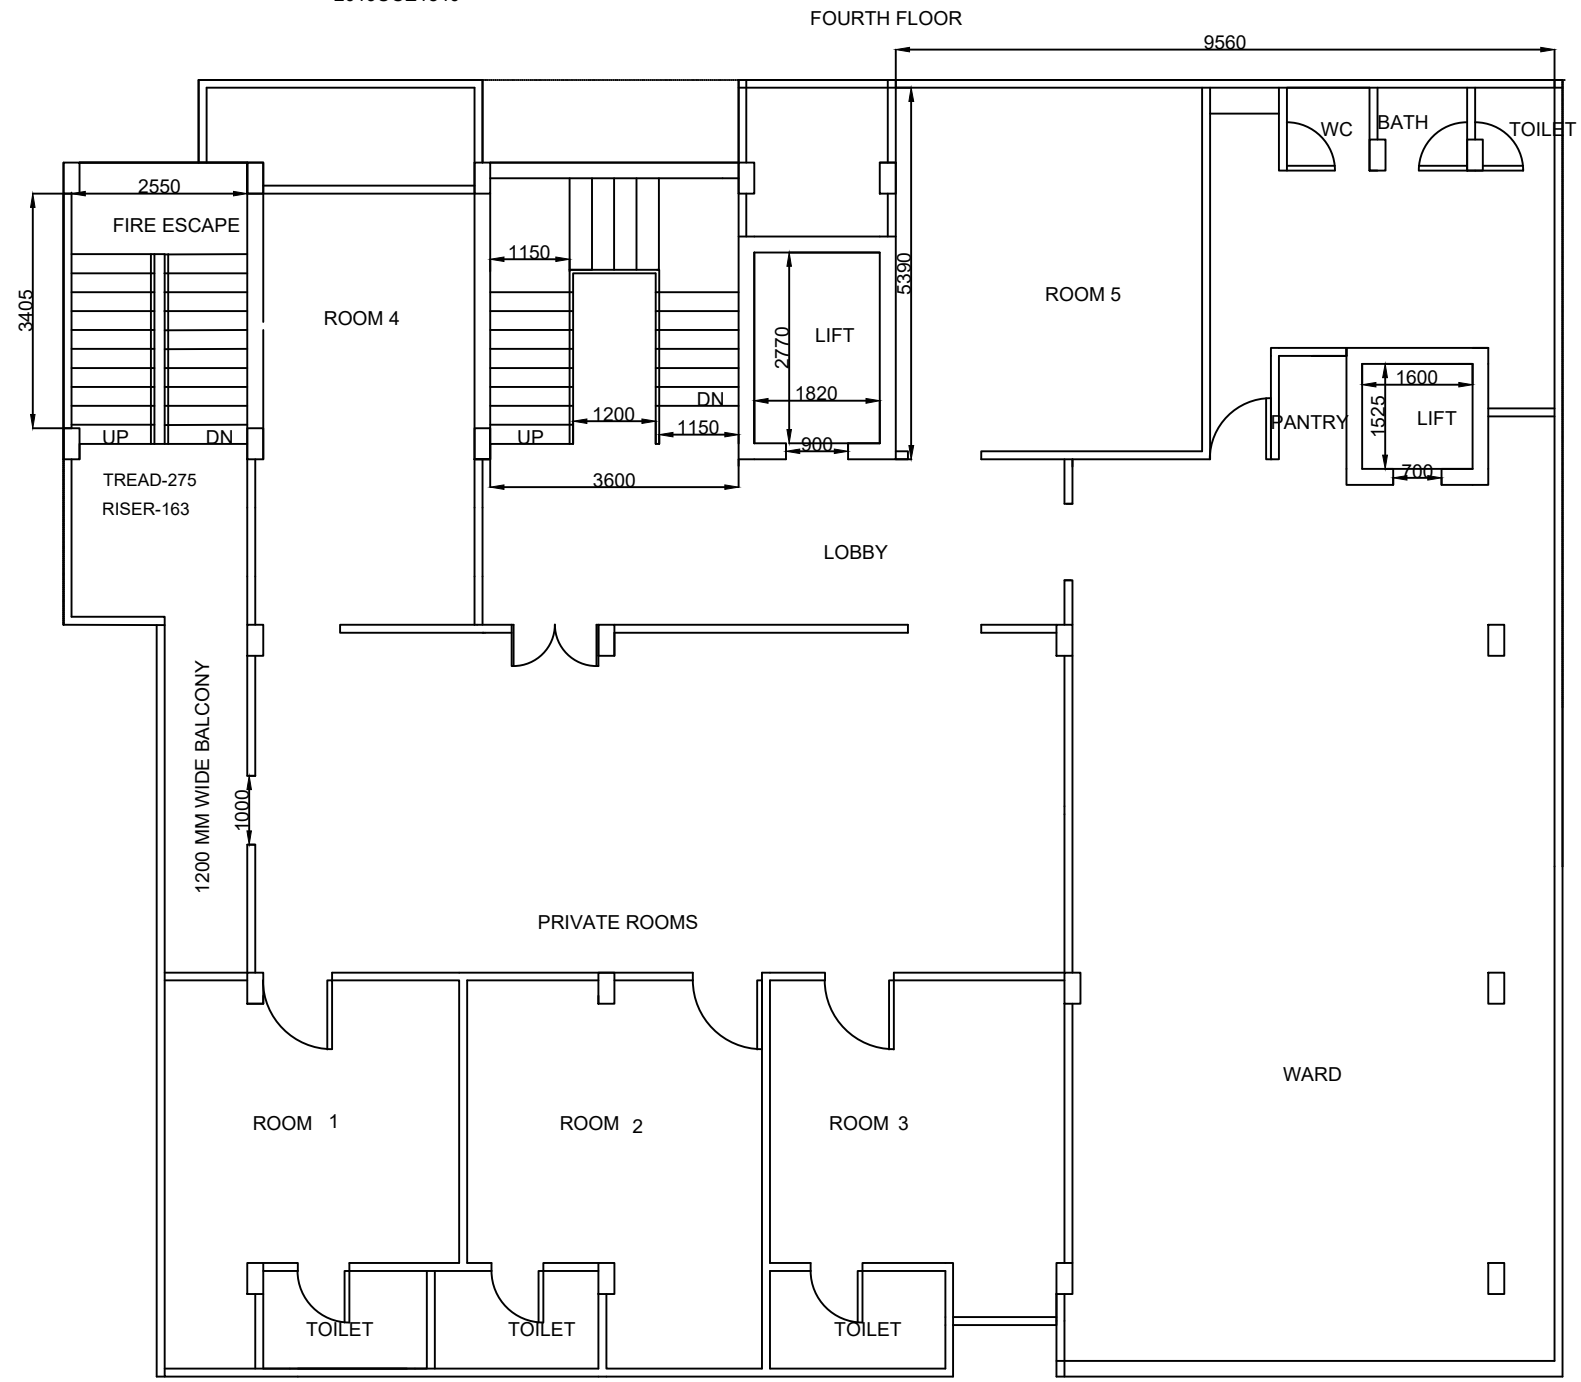 FOURTH FLOOR
9560
WC
BATH
TOILET
2550
FIRE ESCAPE
1150
5390
3405
ROOM 4
ROOM 5
LIFT
2770
1820
1600
1525
LIFT
PANTRY
DN
1200
1150
UP
DN
UP
900
700
TREAD-275
RISER-163
3600
LOBBY
1200 MM WIDE BALCONY
1000
PRIVATE ROOMS
WARD
ROOM 1
ROOM 2
ROOM 3
TOILET
TOILET
TOILET